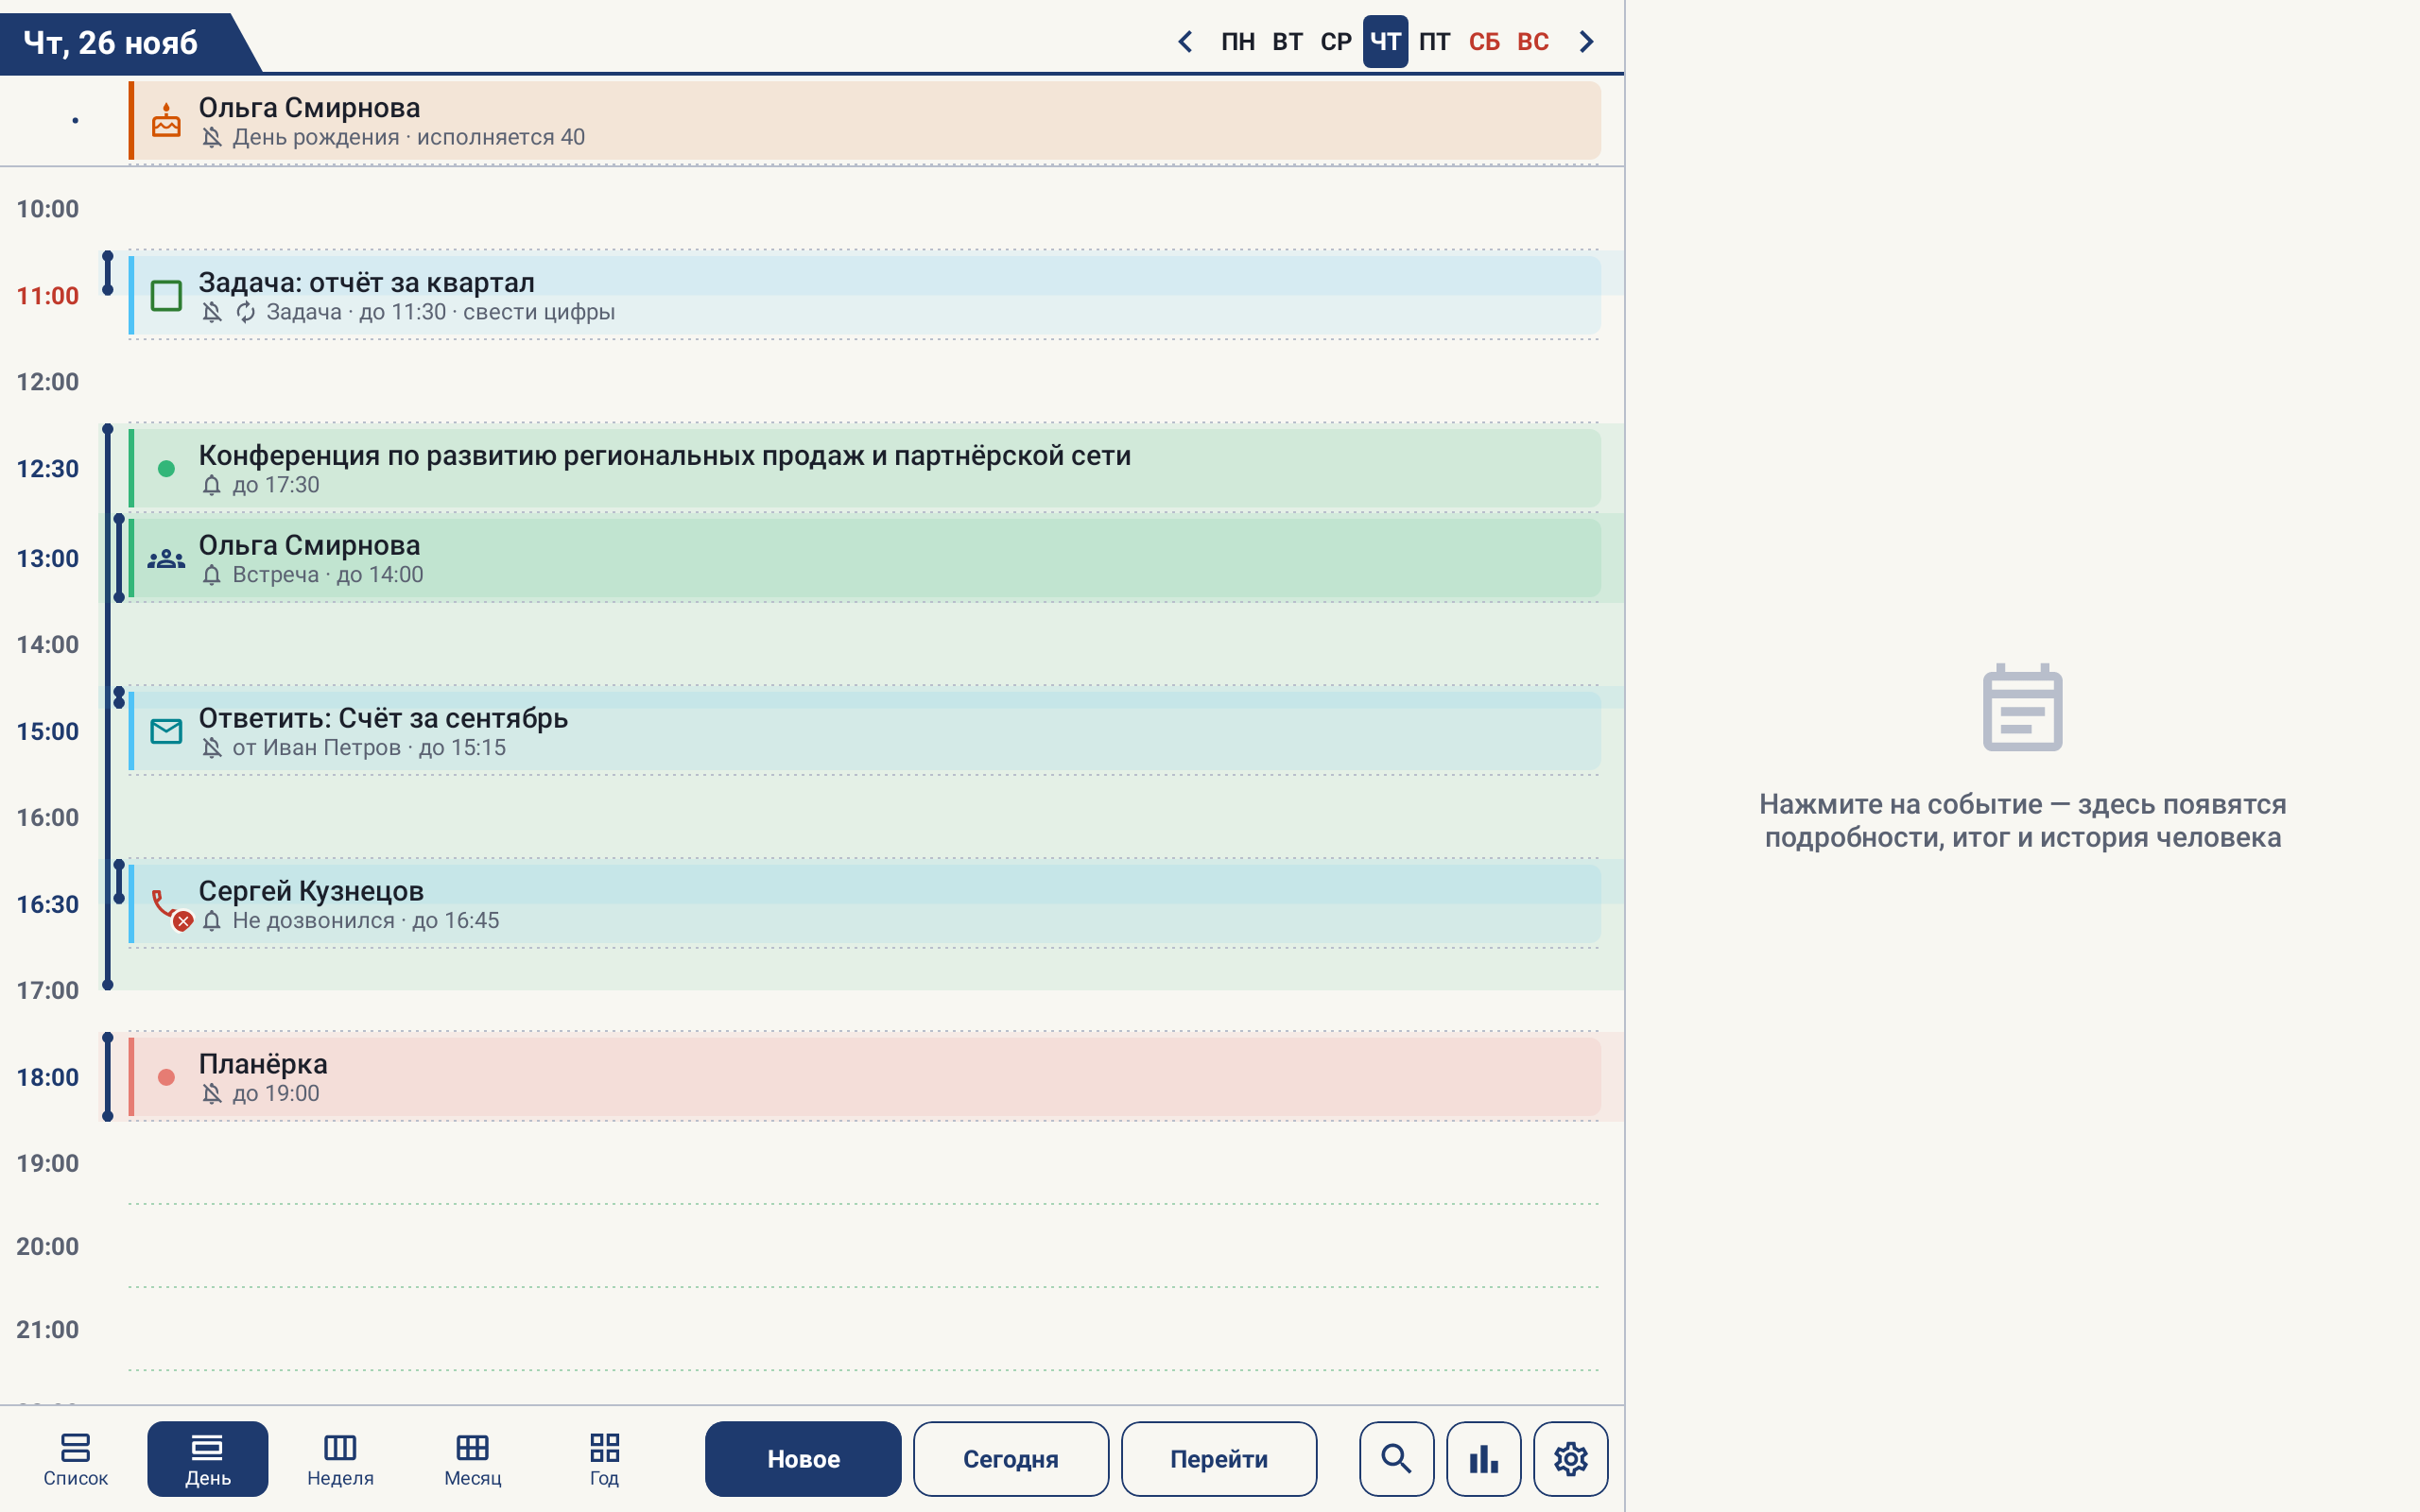 Чт, 26 нояб
ПН ВТ СР ЧТ ПТ СБ ВС
Ольга Смирнова
День рождения · исполняется 40
10:00
11:00
Задача: отчёт за квартал
Задача · до 11:30 · свести цифры
12:00
12:30
Конференция по развитию региональных продаж и партнёрской сети
до 17:30
13:00
Ольга Смирнова
Встреча · до 14:00
14:00
15:00
Ответить: Счёт за сентябрь
от Иван Петров · до 15:15
16:00
16:30
Сергей Кузнецов
Не дозвонился · до 16:45
17:00
18:00
Планёрка
до 19:00
19:00
20:00
21:00
Нажмите на событие — здесь появятся
подробности, итог и история человека
Список
День
Неделя
Месяц
Год
Новое
Сегодня
Перейти